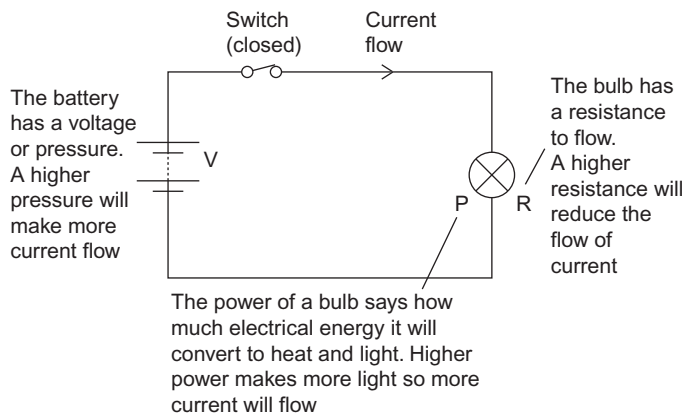 Switch
(closed)
Current
flow
The battery
has a voltage
or pressure.
A higher
pressure will
make more
current flow
V
P
R
The bulb has
a resistance
to flow.
A higher
resistance will
reduce the
flow of
current
The power of a bulb says how
much electrical energy it will
convert to heat and light. Higher
power makes more light so more
current will flow